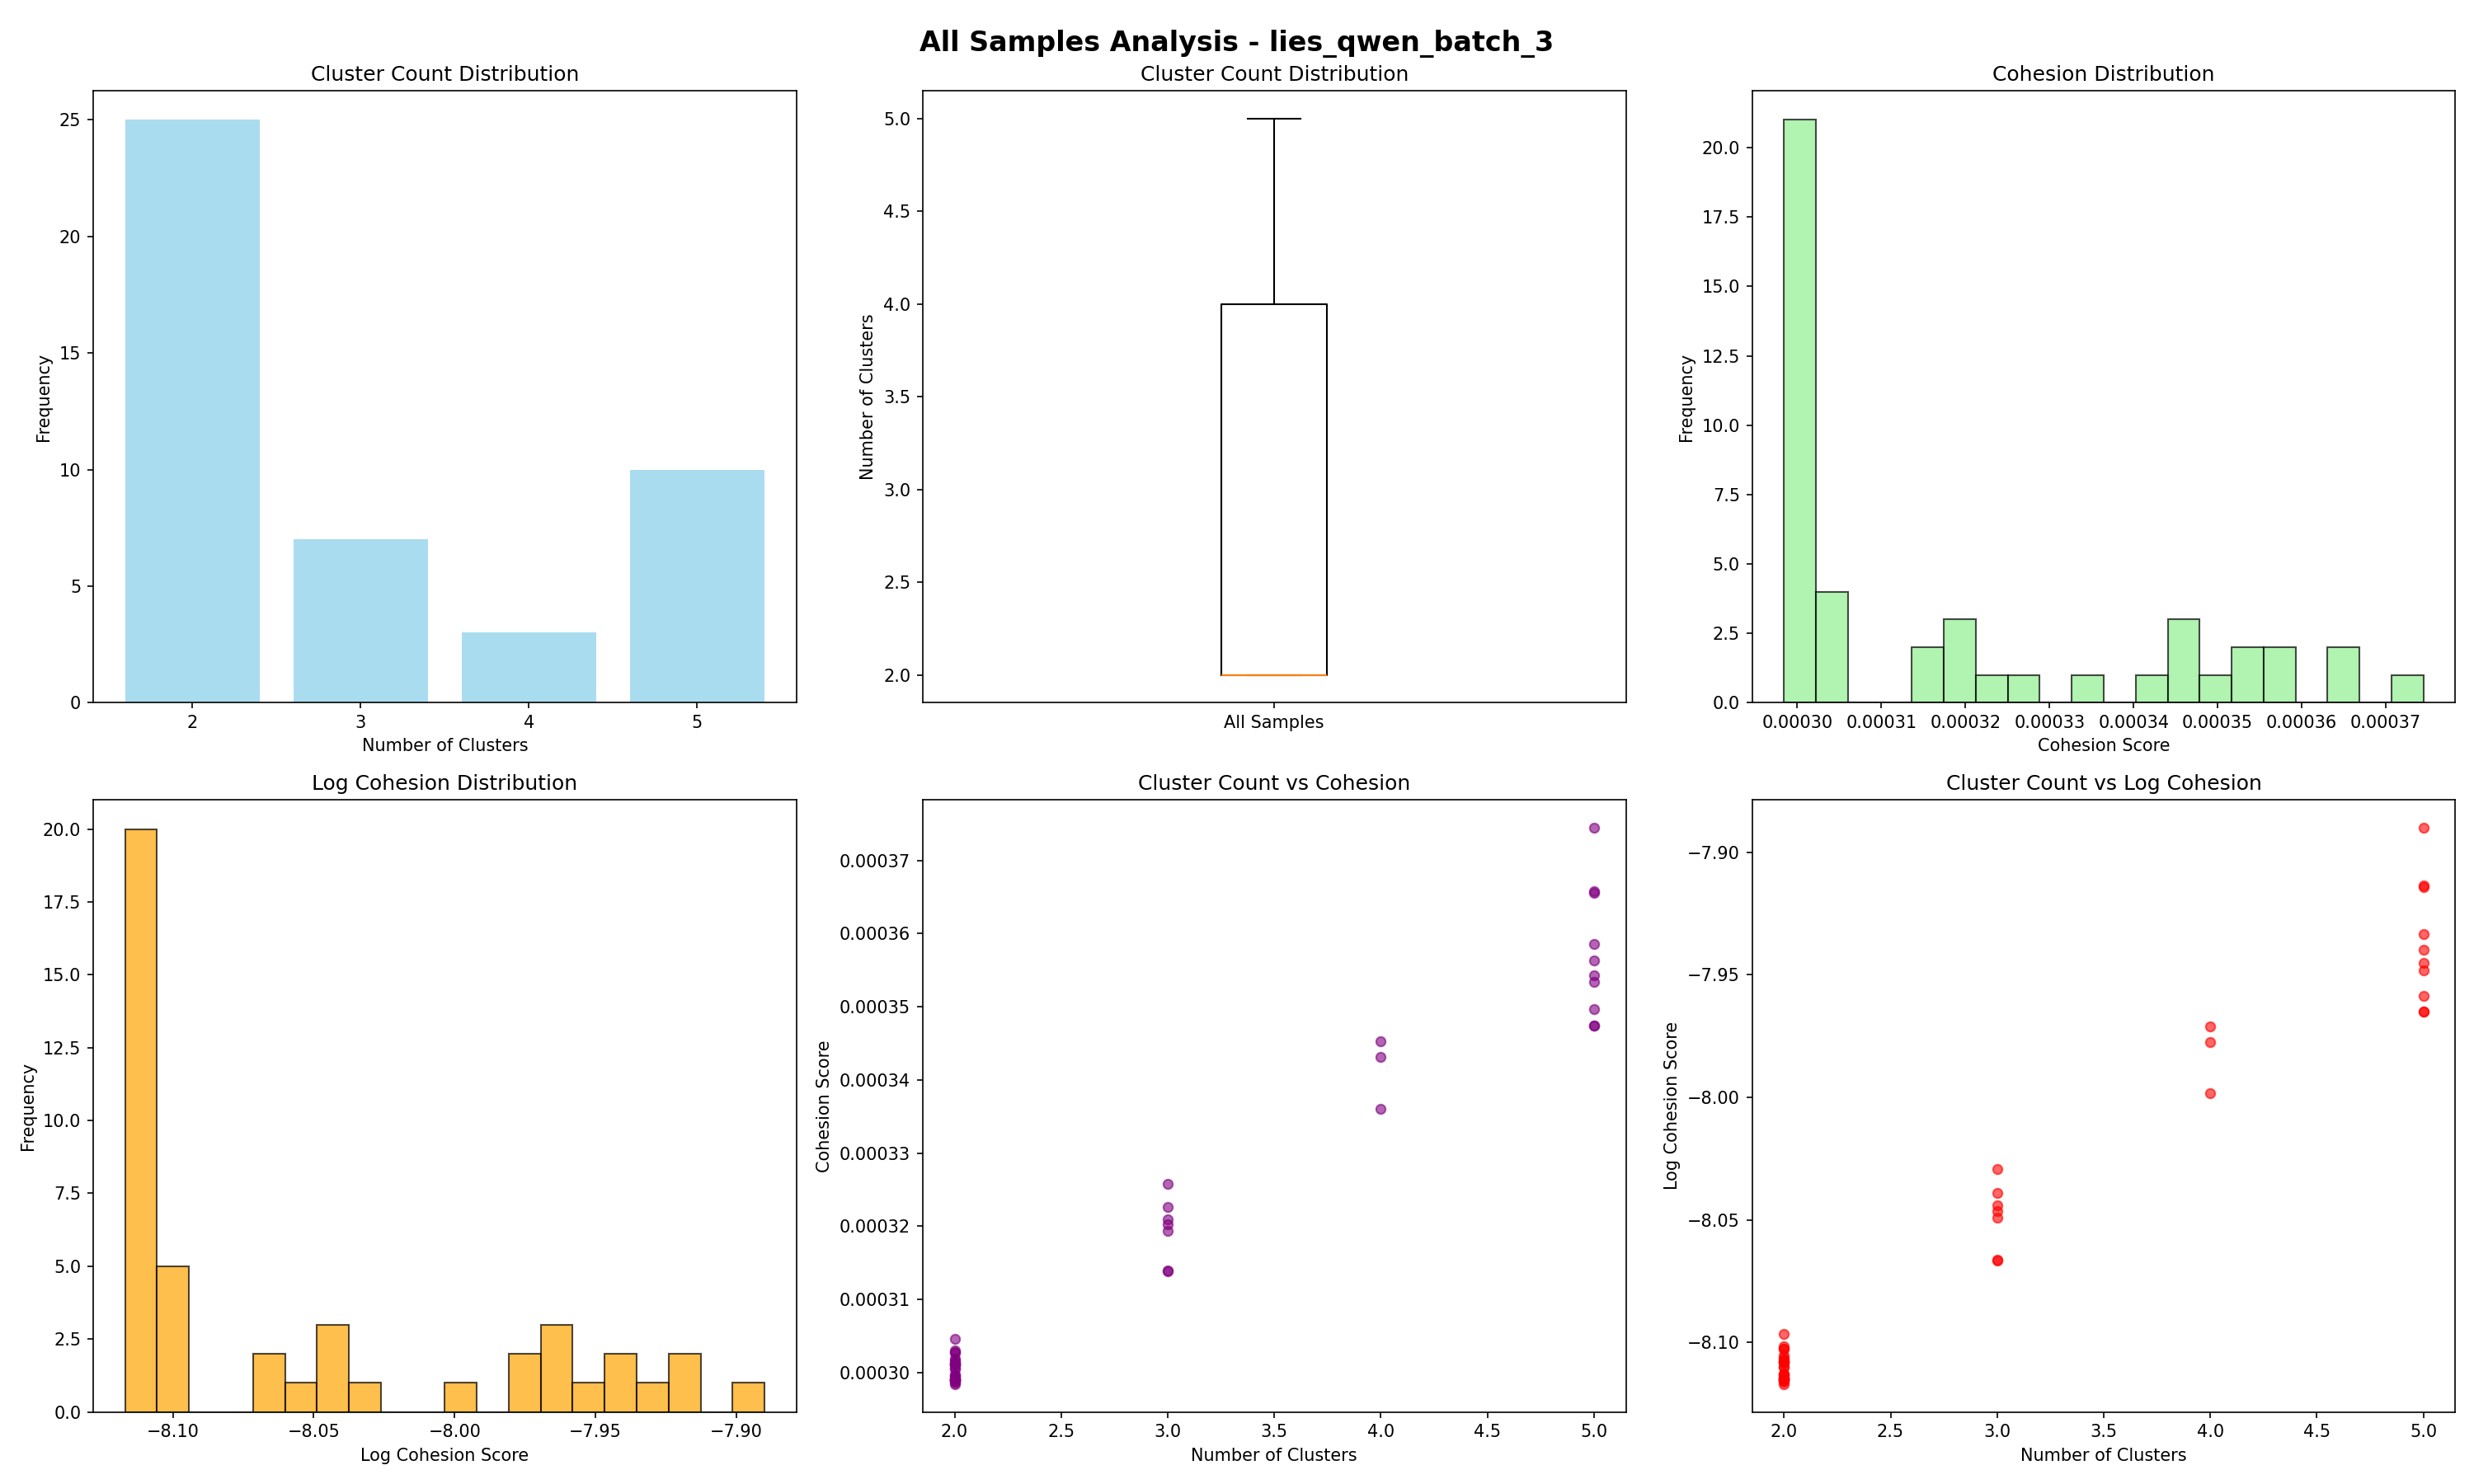 All Samples Analysis - lies_qwen_batch_3
Cluster Count Distribution
25
20
15
10
5
0
Frequency
2 3 4 5
Number of Clusters
Cluster Count Distribution
5.0
4.5
4.0
3.5
3.0
2.5
2.0
Number of Clusters
All Samples
Cohesion Distribution
20.0
17.5
15.0
12.5
10.0
7.5
5.0
2.5
0.0
Frequency
0.00030 0.00031 0.00032 0.00033 0.00034 0.00035 0.00036 0.00037
Cohesion Score
Log Cohesion Distribution
20.0
17.5
15.0
12.5
10.0
7.5
5.0
2.5
0.0
Frequency
−8.10 −8.05 −8.00 −7.95 −7.90
Log Cohesion Score
Cluster Count vs Cohesion
0.00037
0.00036
0.00035
0.00034
0.00033
0.00032
0.00031
0.00030
Cohesion Score
2.0 2.5 3.0 3.5 4.0 4.5 5.0
Number of Clusters
Cluster Count vs Log Cohesion
−7.90
−7.95
−8.00
−8.05
−8.10
Log Cohesion Score
2.0 2.5 3.0 3.5 4.0 4.5 5.0
Number of Clusters